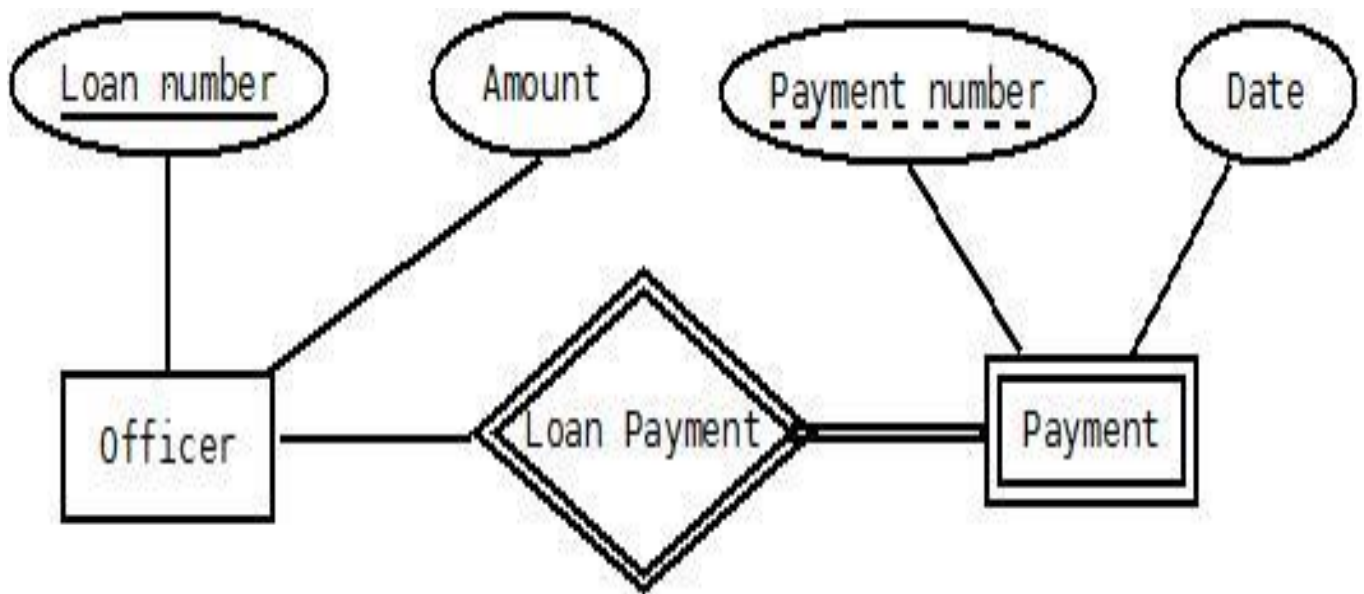 Loan number
Amount
Payment number
Date
Officer
Loan Payment
Payment